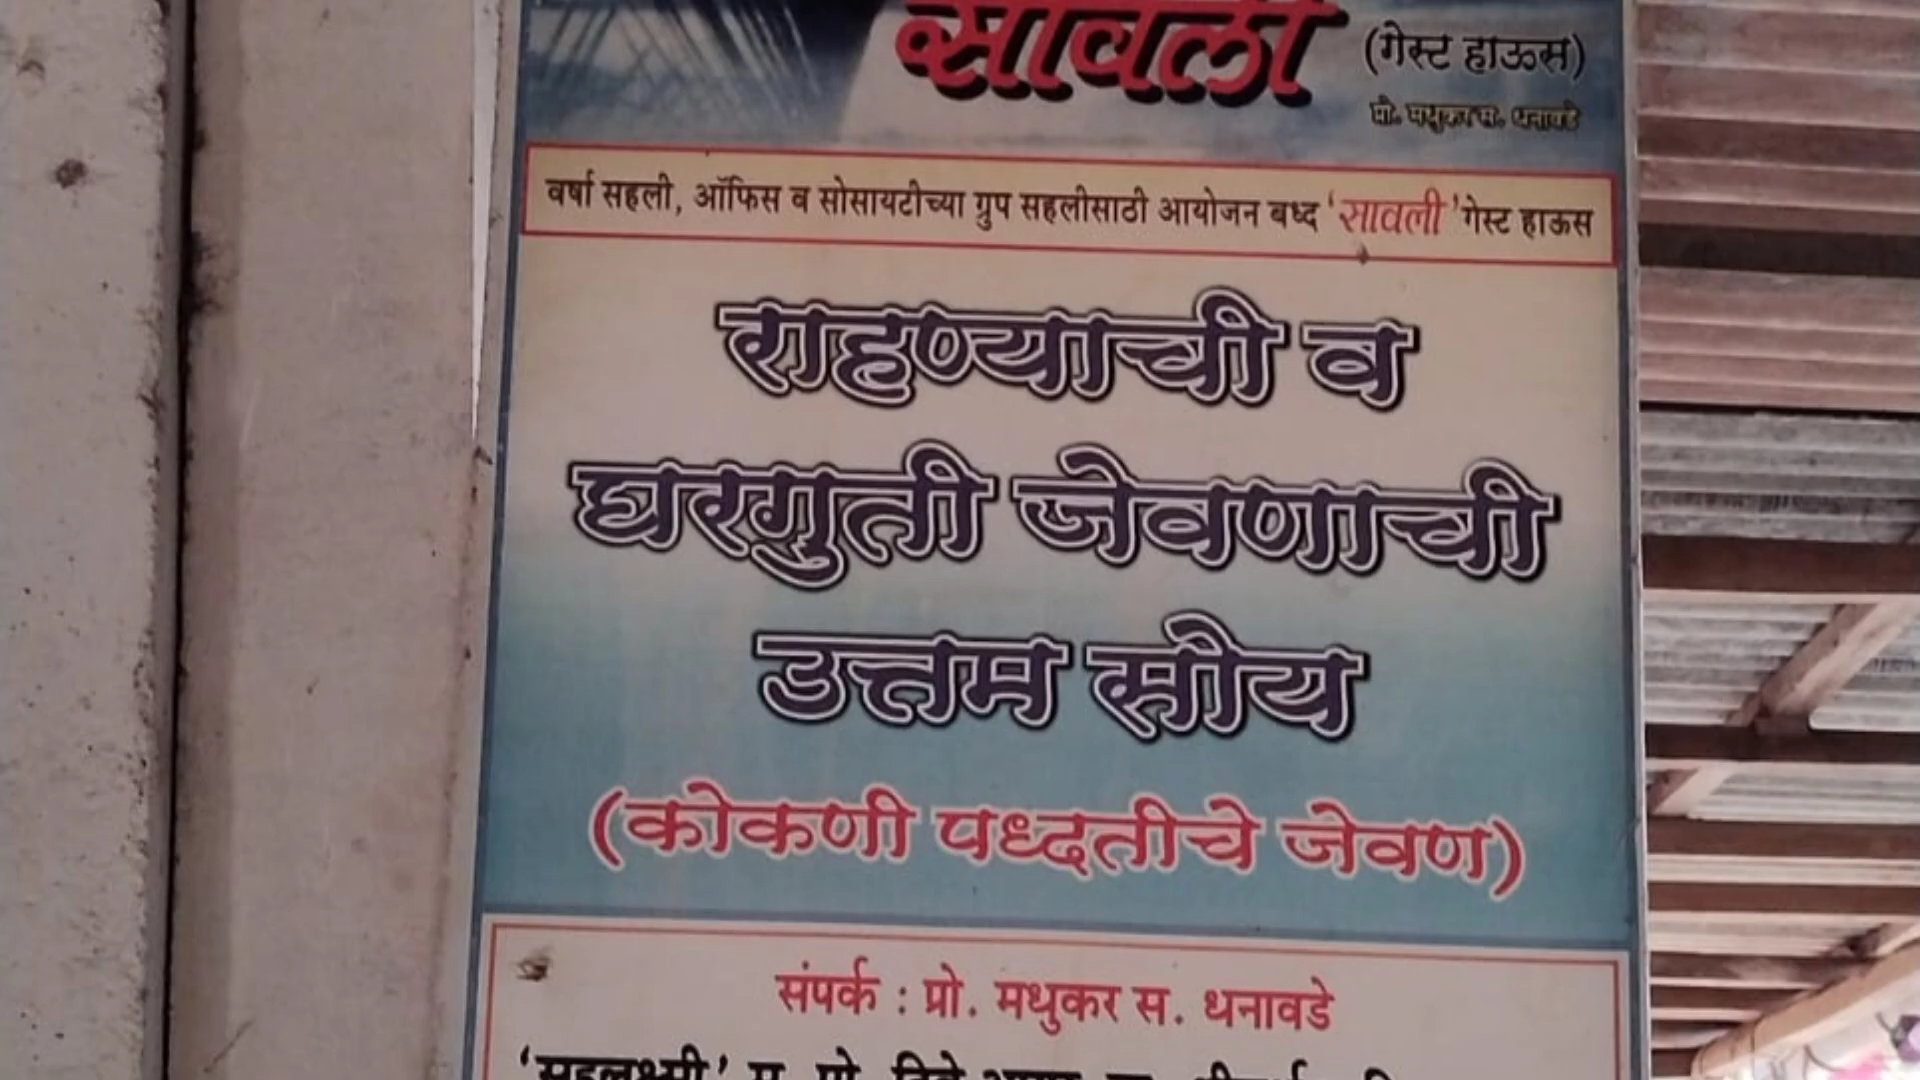 सावली (गेस्ट हाऊस)
प्रो. मधुकर स. धनावडे
वर्षा सहली, ऑफिस व सोसायटीच्या ग्रुप सहलीसाठी आयोजन बध्द 'सावली' गेस्ट हाऊस
राहण्याची व
घरगुती जेवणाची
उत्तम सोय
(कोकणी पध्दतीचे जेवण)
संपर्क : प्रो. मधुकर स. धनावडे